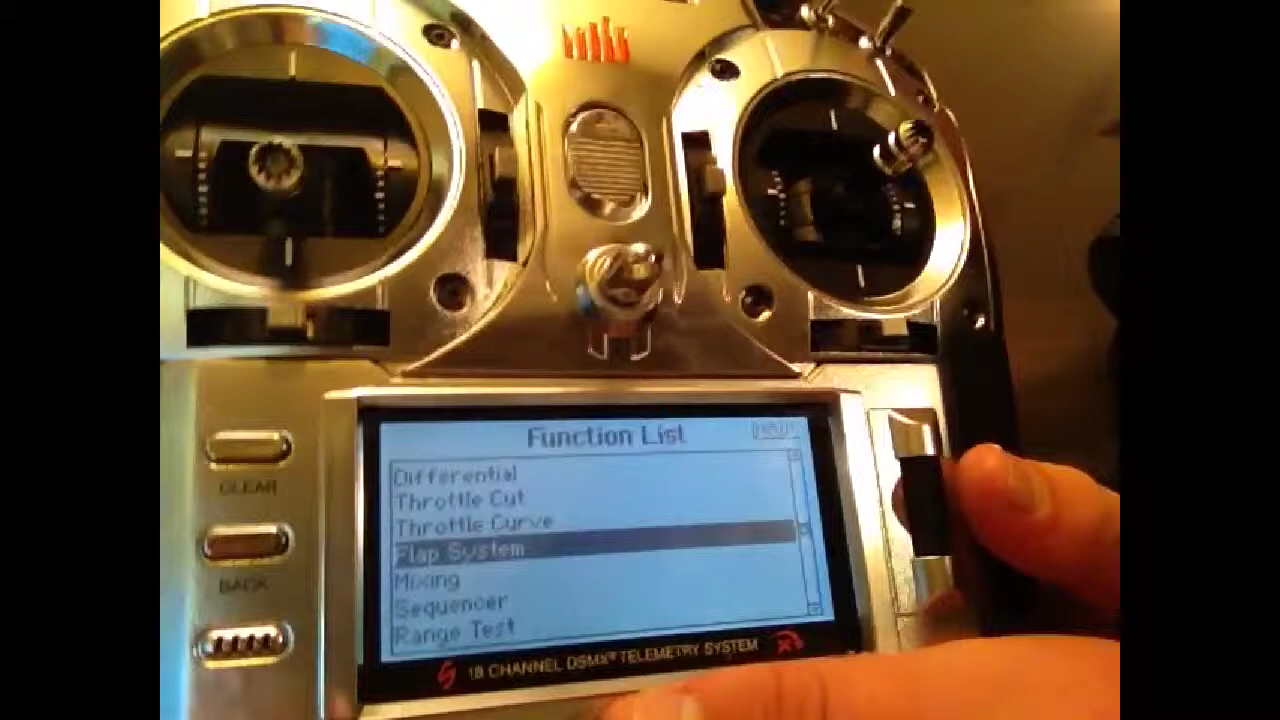 Function List
MAIN
Differential
Throttle Cut
Throttle Curve
Flap System
Mixing
Sequencer
Range Test
CLEAR
BACK
18 CHANNEL DSMX® TELEMETRY SYSTEM